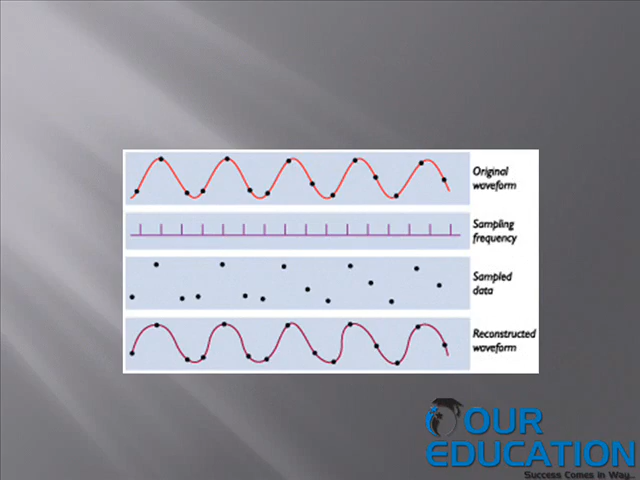 Original
waveform
Sampling
frequency
Sampled
data
Reconstructed
waveform
OUR
EDUCATION
Success Comes In Way...